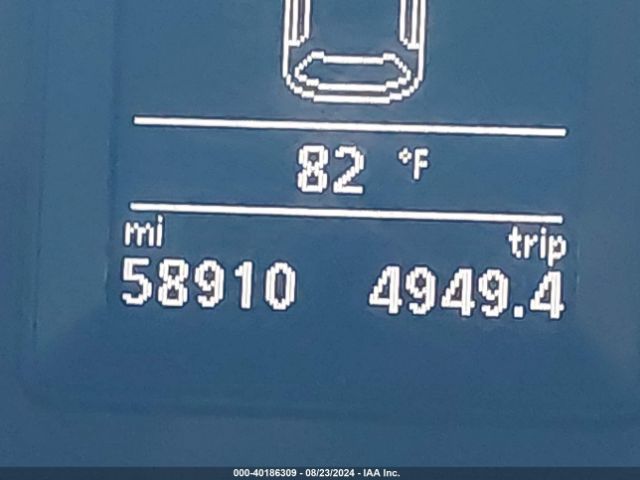 82 °F
mi trip
58910 4949.4
000-40186309 - 08/23/2024 - IAA Inc.